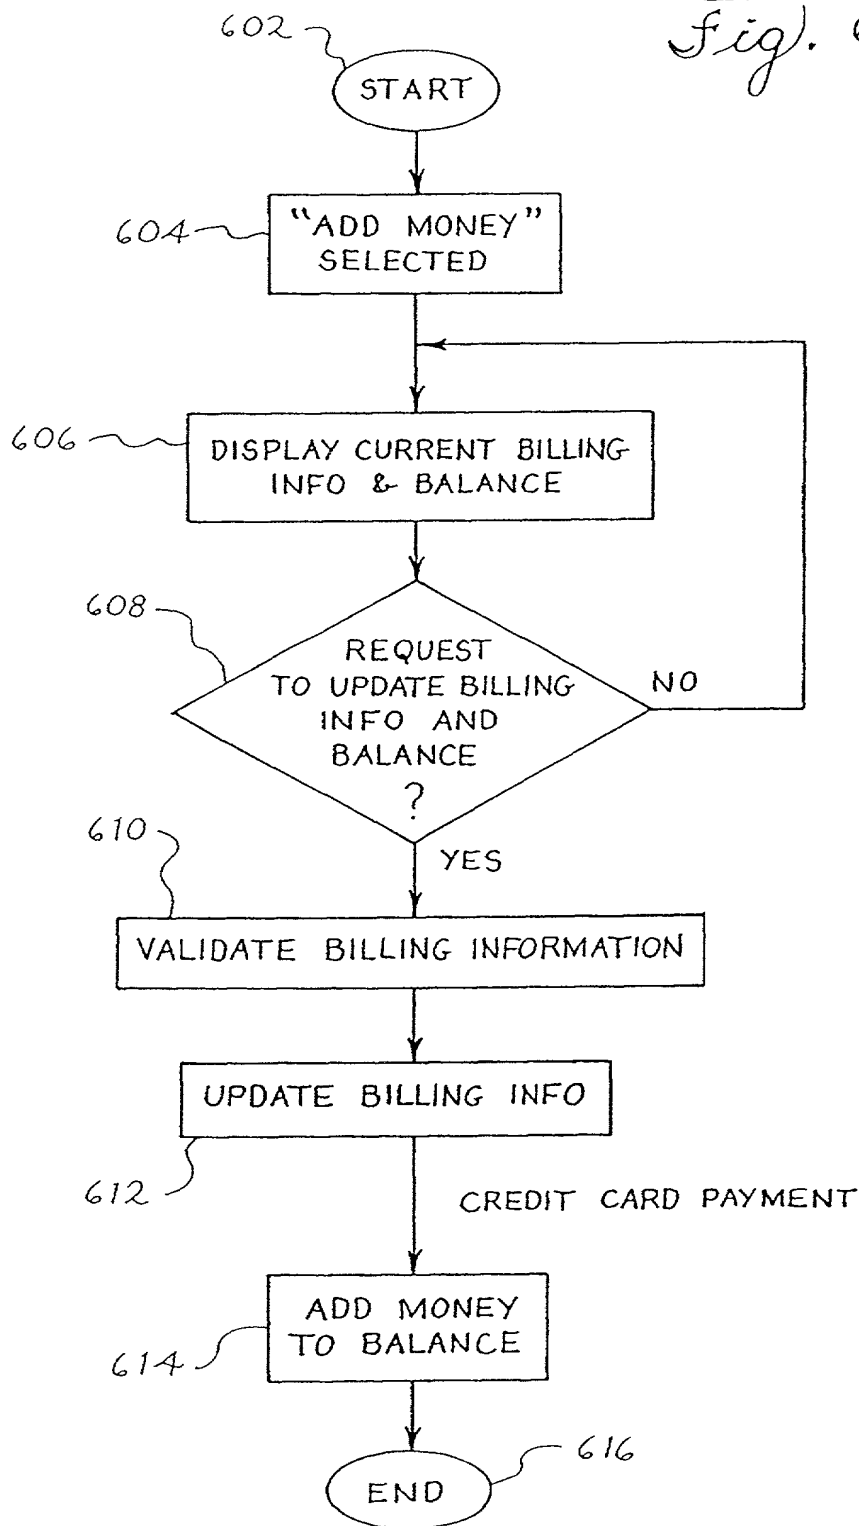 Fig. 6
602
START
604
"ADD MONEY"
SELECTED
606
DISPLAY CURRENT BILLING
INFO & BALANCE
608
REQUEST
TO UPDATE BILLING
INFO AND
BALANCE
?
NO
610
YES
VALIDATE BILLING INFORMATION
UPDATE BILLING INFO
612
CREDIT CARD PAYMENT
ADD MONEY
TO BALANCE
614
616
END